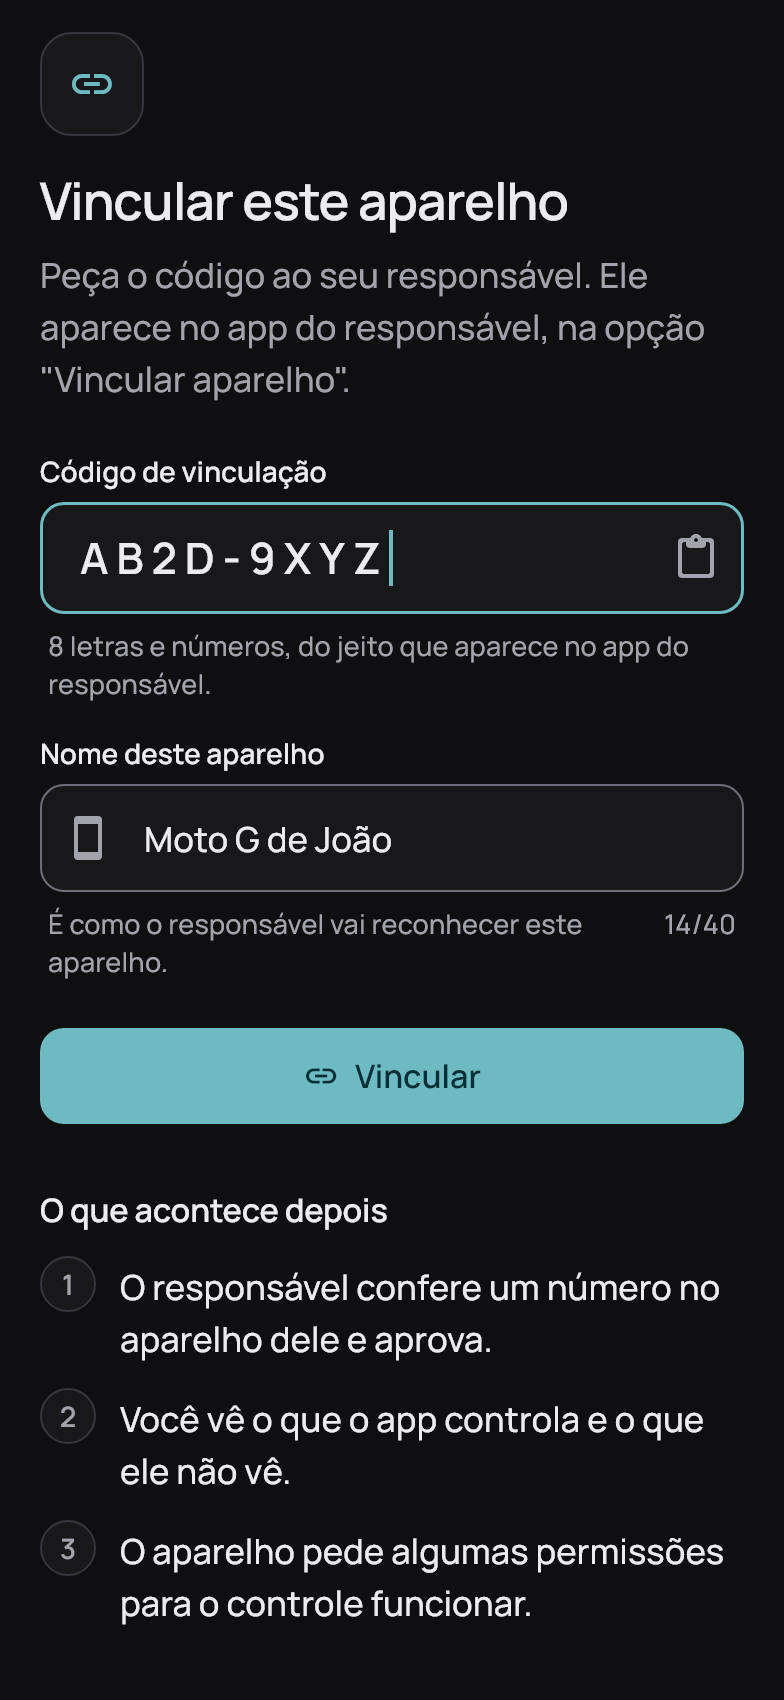 Vincular este aparelho
Peça o código ao seu responsável. Ele
aparece no app do responsável, na opção
"Vincular aparelho".
Código de vinculação
AB2D-9XYZ
8 letras e números, do jeito que aparece no app do
responsável.
Nome deste aparelho
Moto G de João
É como o responsável vai reconhecer este
aparelho.
14/40
Vincular
O que acontece depois
1
O responsável confere um número no
aparelho dele e aprova.
2
Você vê o que o app controla e o que
ele não vê.
3
O aparelho pede algumas permissões
para o controle funcionar.